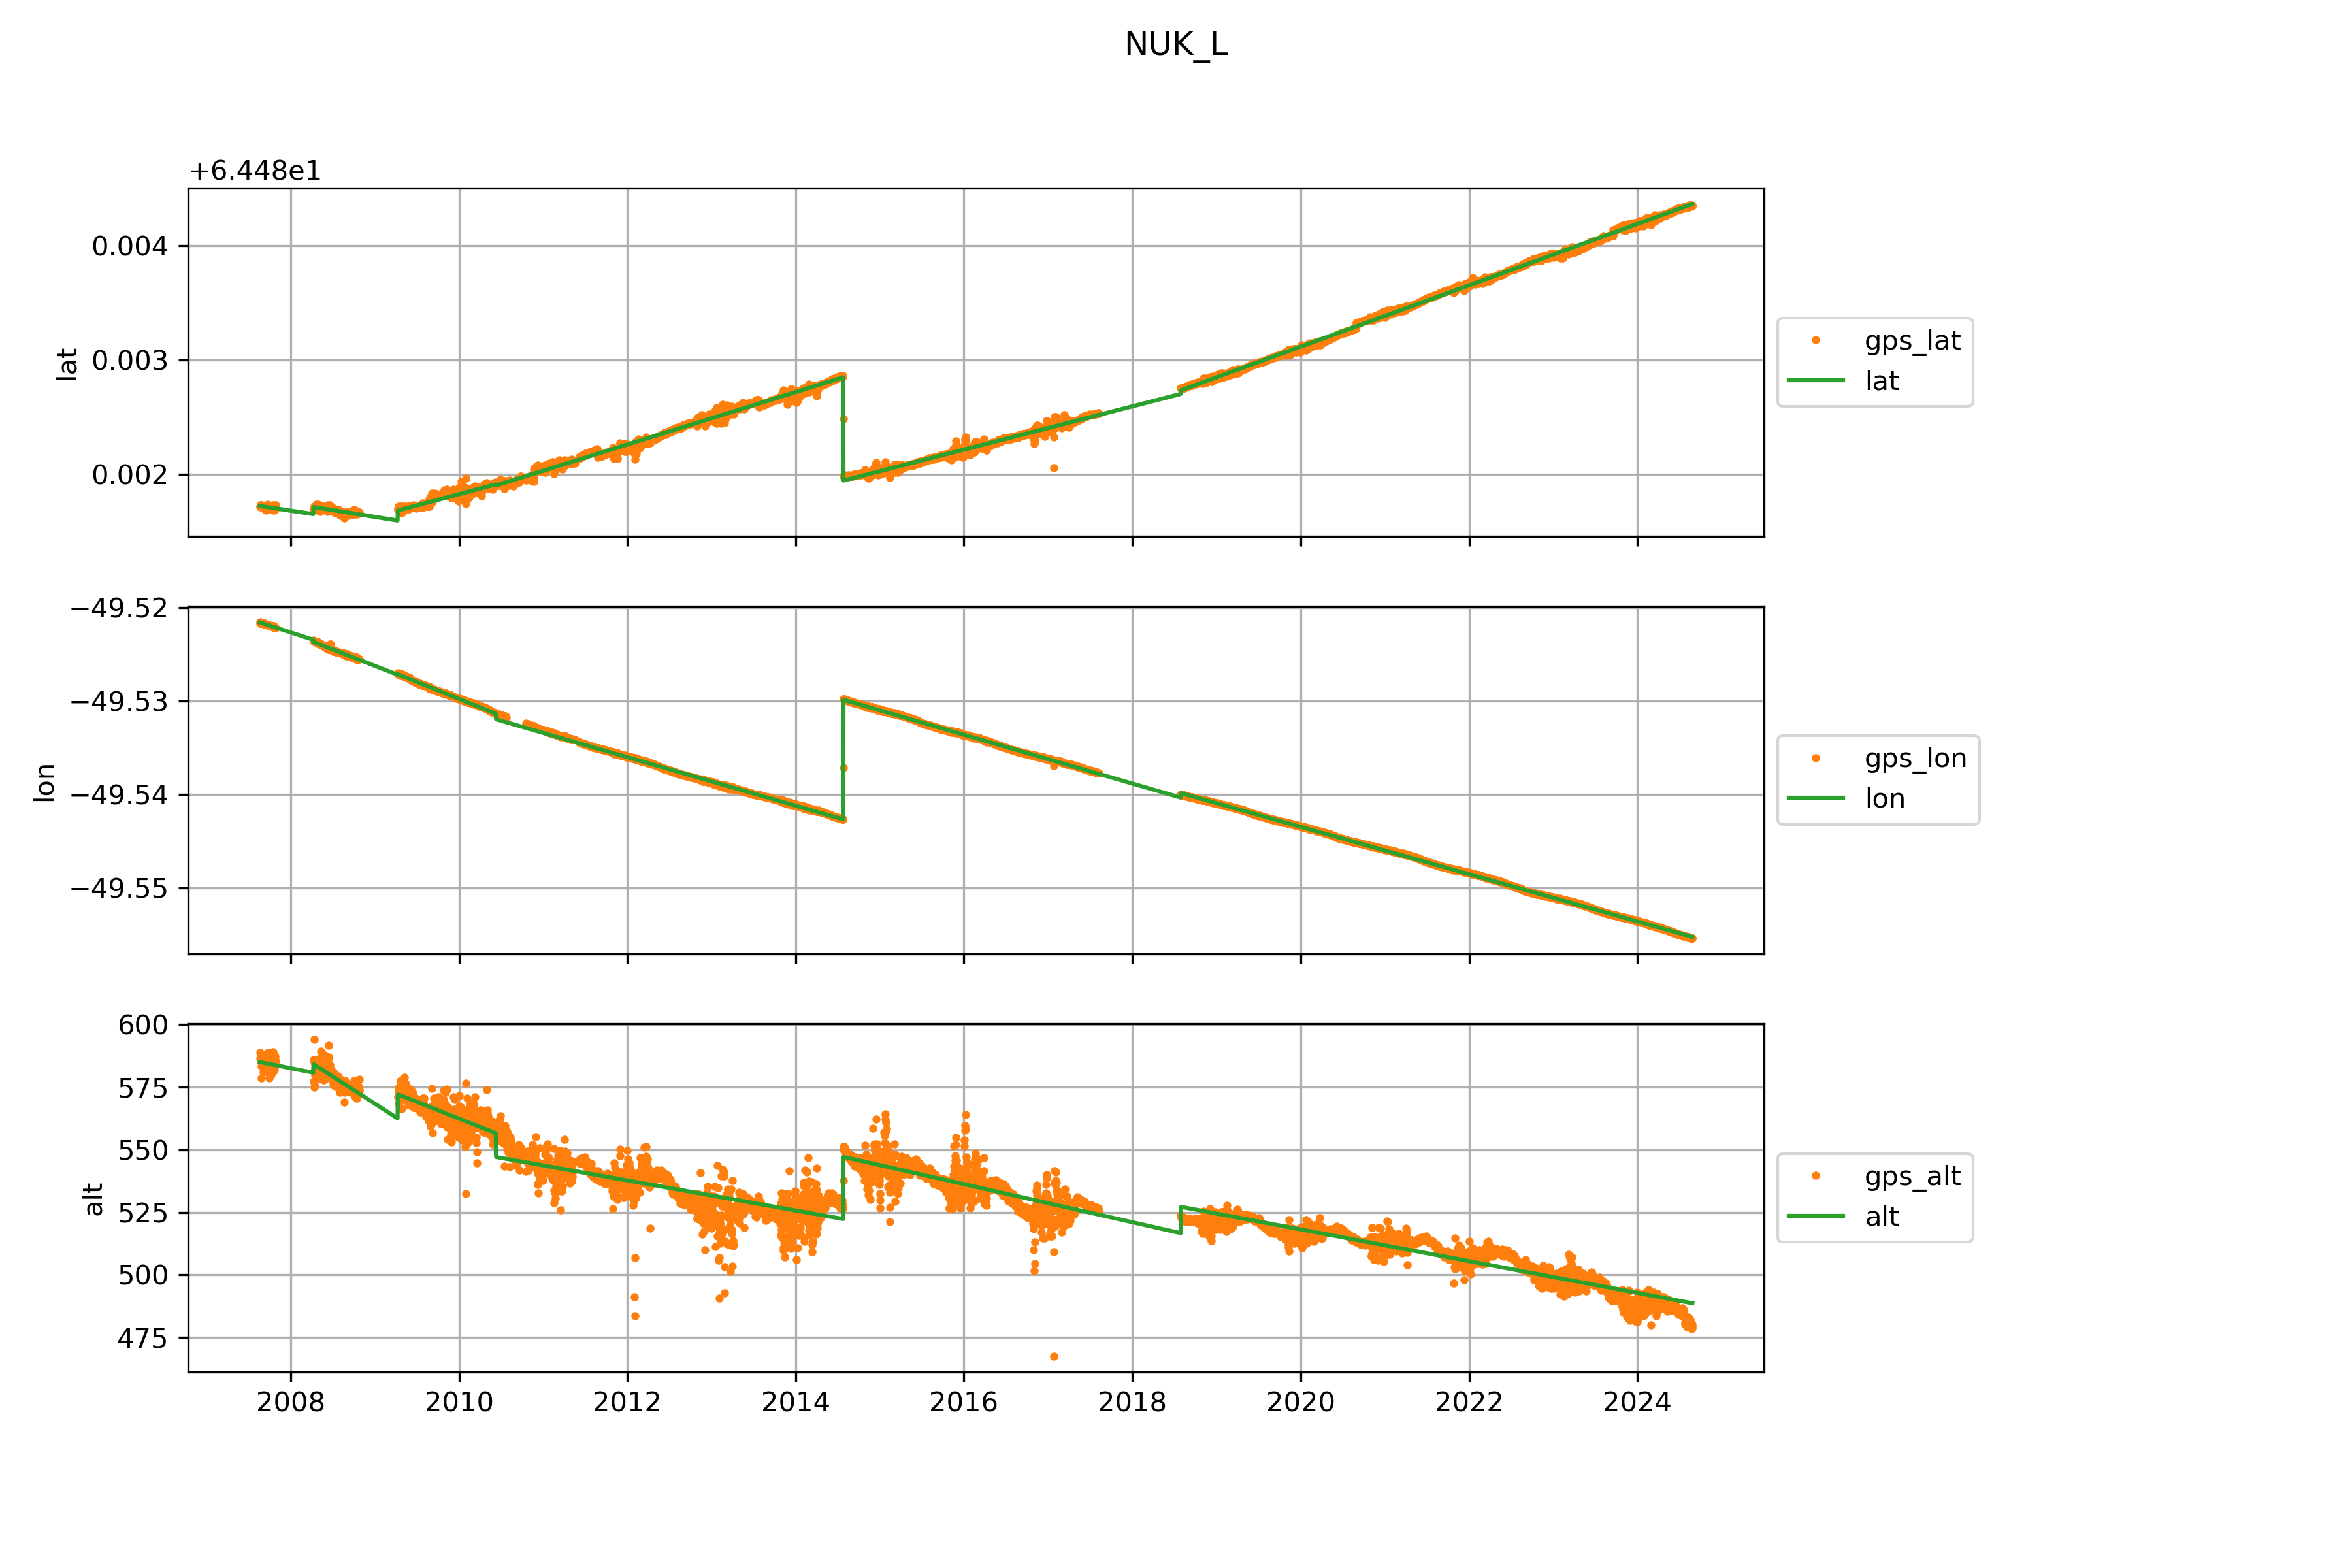 NUK_L
+6.448e1
0.004
0.003
0.002
lat
gps_lat
lat
−49.52
−49.53
−49.54
−49.55
lon
gps_lon
lon
600
575
550
525
500
475
alt
gps_alt
alt
2008 2010 2012 2014 2016 2018 2020 2022 2024